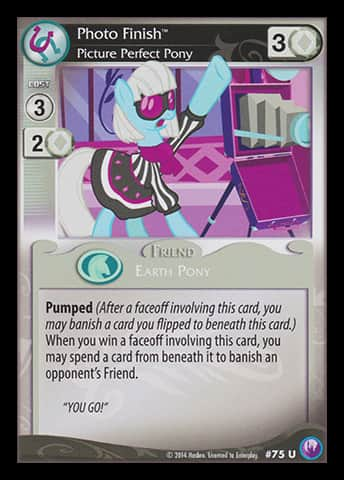 Photo Finish™
Picture Perfect Pony
3
COST
3
2
FRIEND
EARTH PONY
Pumped (After a faceoff involving this card, you
may banish a card you flipped to beneath this card.)
When you win a faceoff involving this card, you
may spend a card from beneath it to banish an
opponent's Friend.
"YOU GO!"
© 2014 Hasbro. Licensed to Enterplay.
#75 U